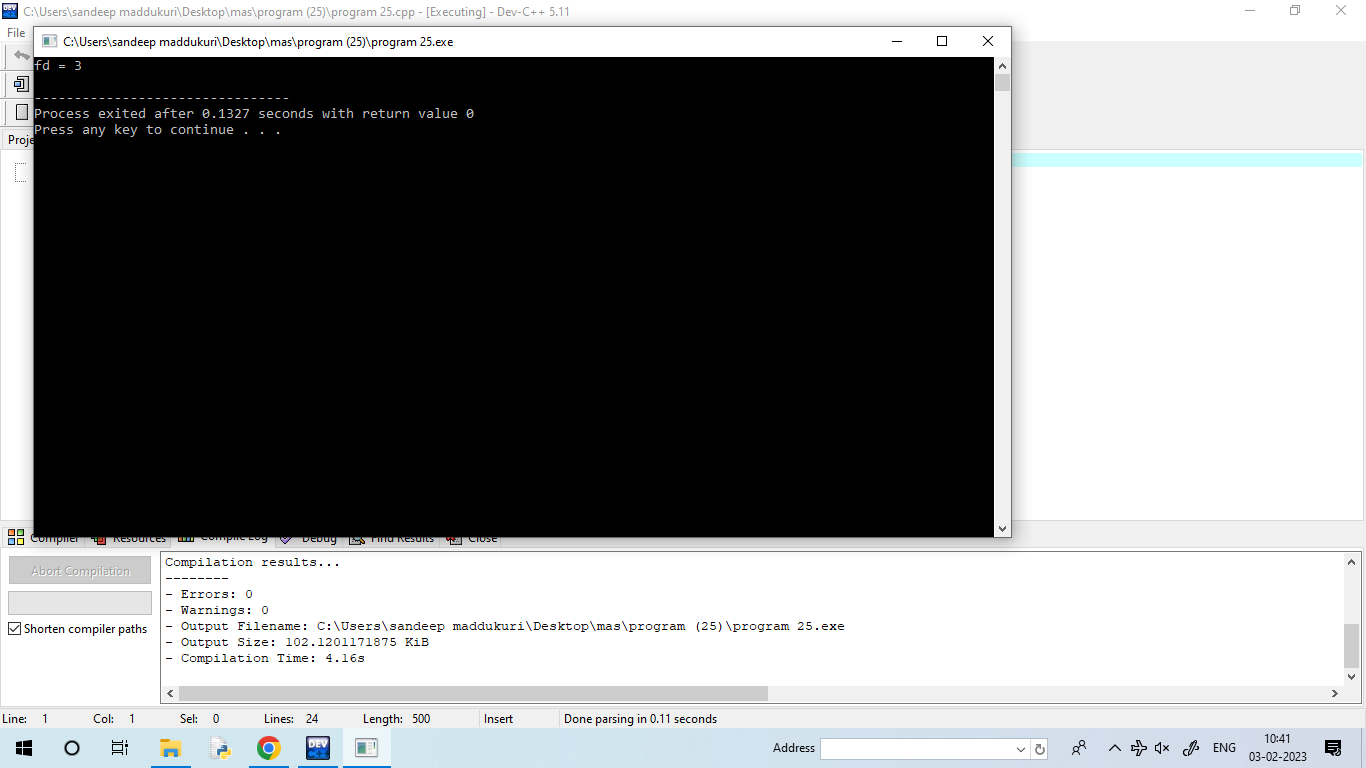 C:\Users\sandeep maddukuri\Desktop\mas\program (25)\program 25.cpp - [Executing] - Dev-C++ 5.11
File
C:\Users\sandeep maddukuri\Desktop\mas\program (25)\program 25.exe
fd = 3
--------------------------------
Process exited after 0.1327 seconds with return value 0
Press any key to continue . . .
Proje
Compiler Resources Compile Log Debug Find Results Close
Abort Compilation
Shorten compiler paths
Compilation results...
--------
- Errors: 0
- Warnings: 0
- Output Filename: C:\Users\sandeep maddukuri\Desktop\mas\program (25)\program 25.exe
- Output Size: 102.1201171875 KiB
- Compilation Time: 4.16s
Line: 1 Col: 1 Sel: 0 Lines: 24 Length: 500 Insert Done parsing in 0.11 seconds
DEV C++
Address
ENG
10:41
03-02-2023